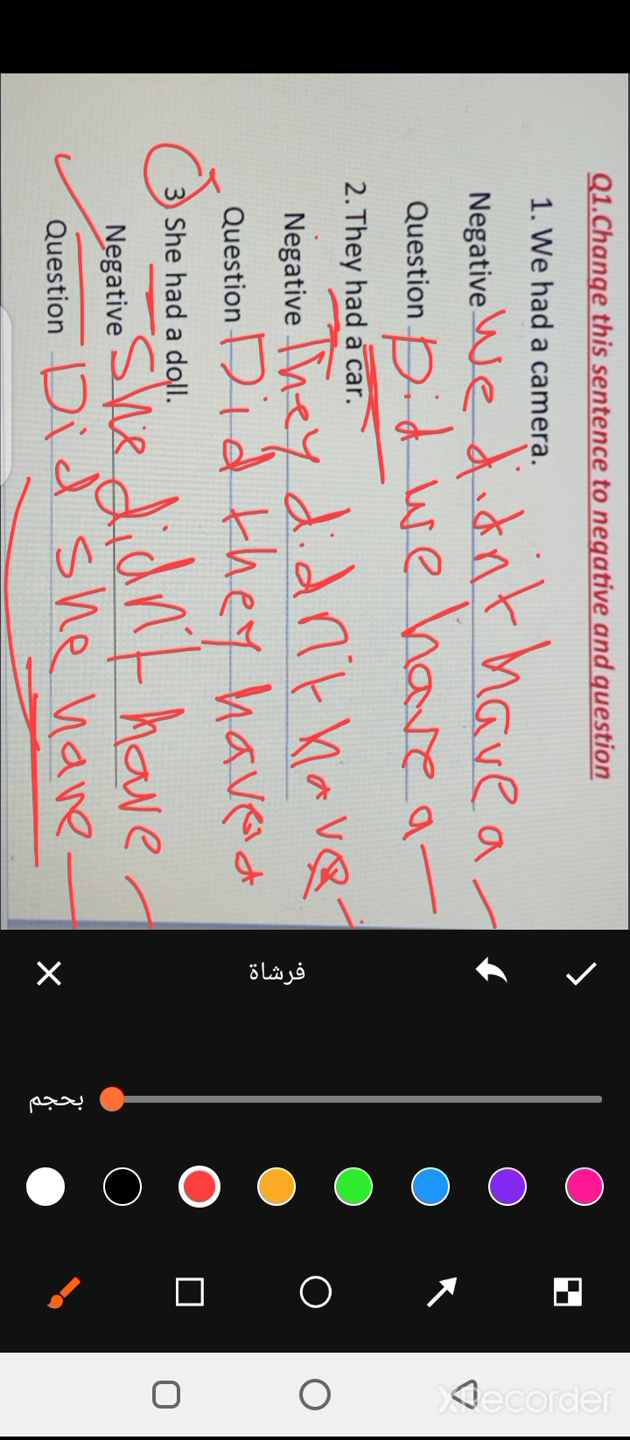 Q1.Change this sentence to negative and question
1. We had a camera.
Negative we didnt have a
Question Did we have a
2. They had a car.
Negative They didn't have
Question Did they have a
3. She had a doll.
Negative She didn't have
Question Did she have
فرشاة
بحجم
XRecorder